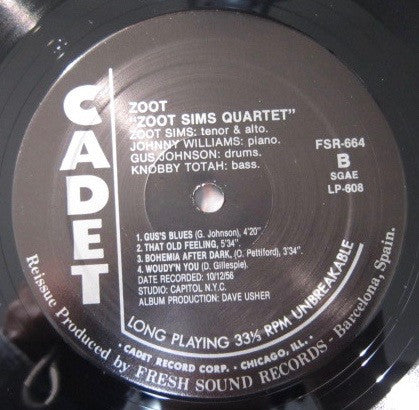 CADET
ZOOT
"ZOOT SIMS QUARTET"
ZOOT SIMS: tenor & alto.
JOHNNY WILLIAMS: piano.
GUS JOHNSON: drums.
KNOBBY TOTAH: bass.
FSR-664
B
SGAE
LP-608
1. GUS'S BLUES (G. Johnson), 4'20"
2. THAT OLD FEELING, 5'34".
3. BOHEMIA AFTER DARK, (O. Pettiford), 3'34".
4. WOUDY'N YOU (D. Gillespie).
DATE RECORDED: 10/12/56
STUDIO: CAPITOL N.Y.C.
ALBUM PRODUCTION: DAVE USHER
LONG PLAYING 33⅓ RPM UNBREAKABLE
· CADET RECORD CORP. · CHICAGO, ILL. ·
Reissue Produced by FRESH SOUND RECORDS - Barcelona, Spain.